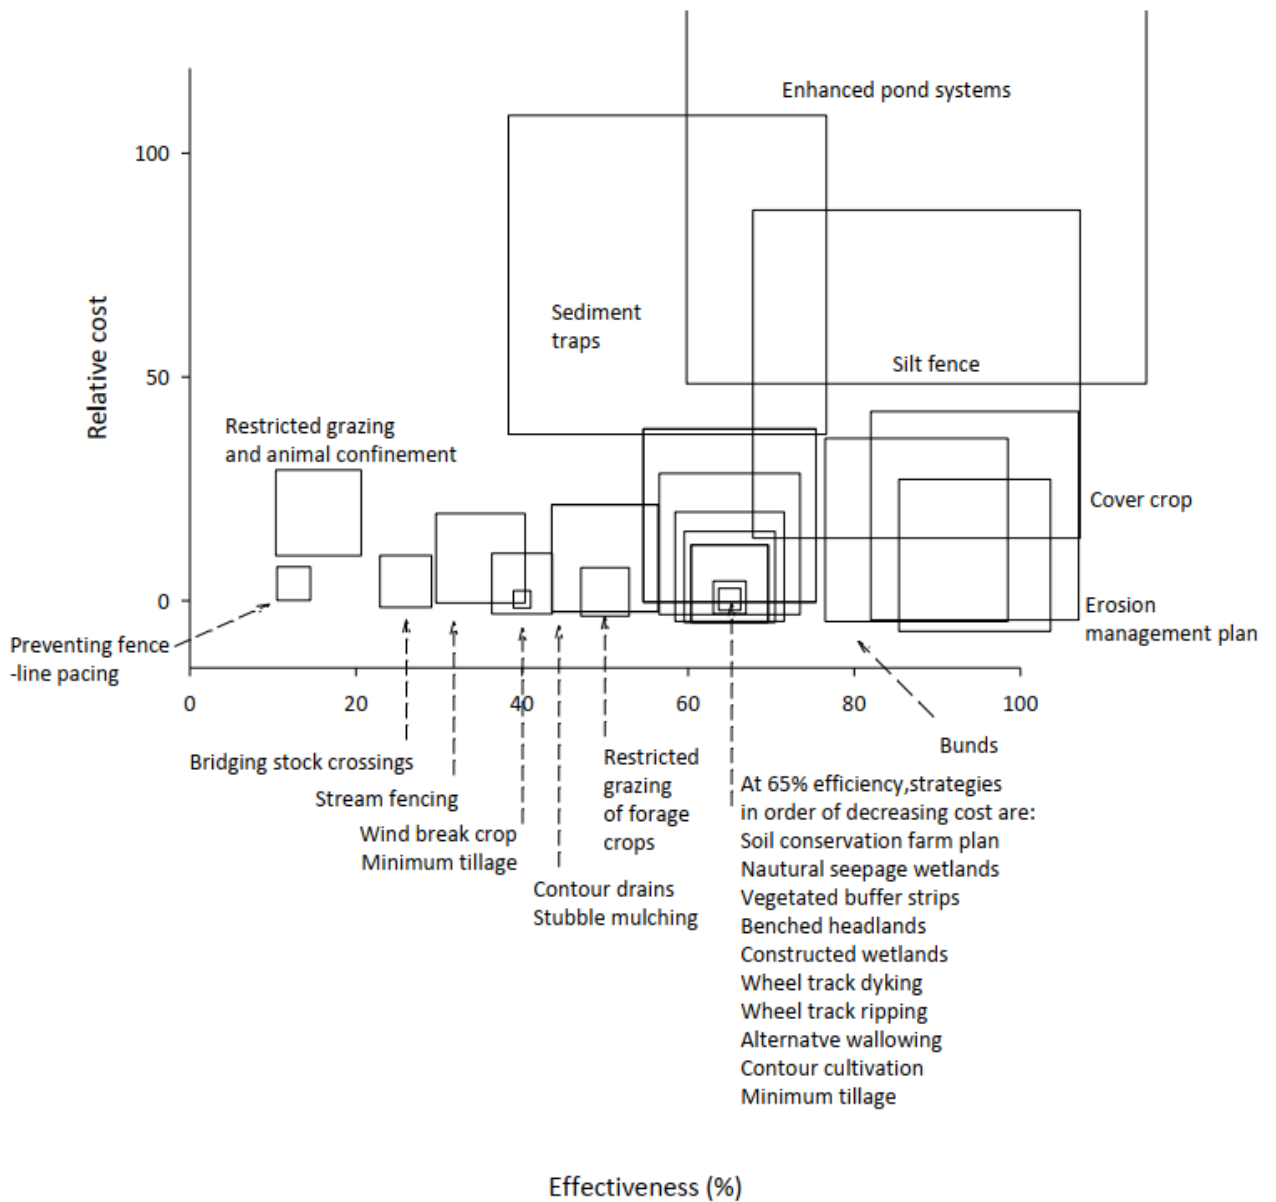 Enhanced pond systems
100
Sediment
traps
Silt fence
50
Relative cost
Restricted grazing
and animal confinement
Cover crop
0
Erosion
management plan
Preventing fence
-line pacing
0
20
40
60
80
100
Bunds
Bridging stock crossings
Stream fencing
Wind break crop
Minimum tillage
Contour drains
Stubble mulching
Restricted
grazing
of forage
crops
At 65% efficiency,strategies
in order of decreasing cost are:
Soil conservation farm plan
Nautural seepage wetlands
Vegetated buffer strips
Benched headlands
Constructed wetlands
Wheel track dyking
Wheel track ripping
Alternatve wallowing
Contour cultivation
Minimum tillage
Effectiveness (%)